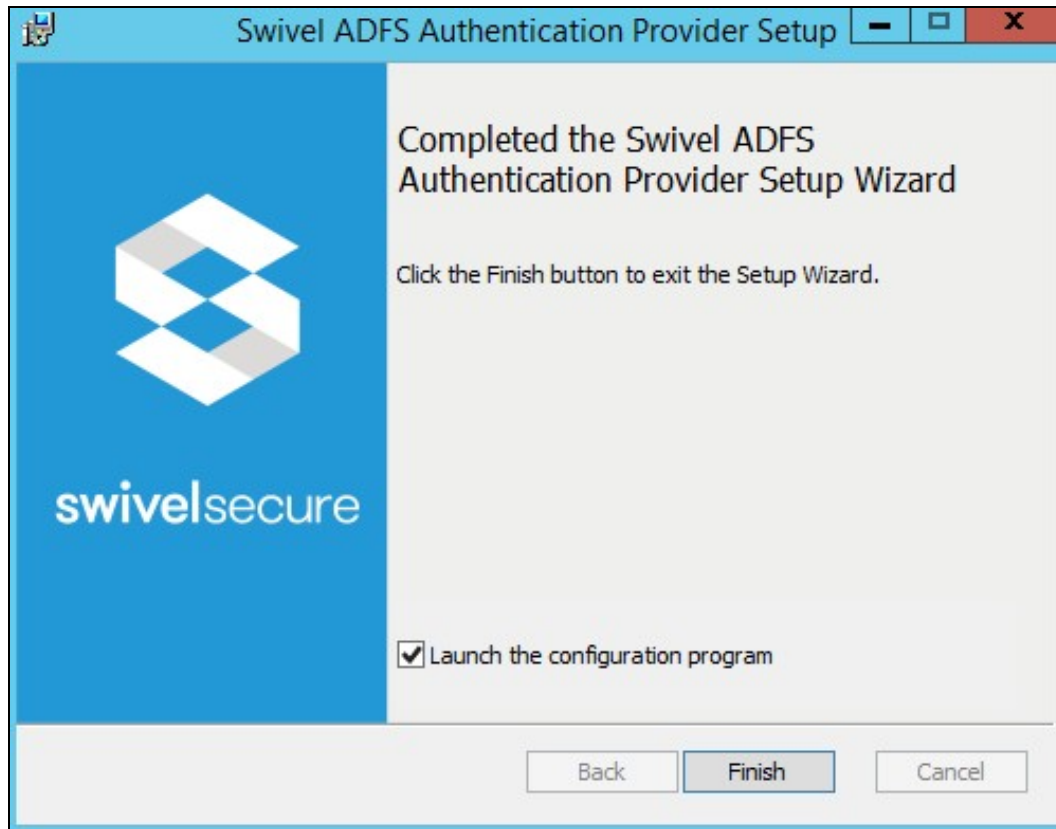 Swivel ADFS Authentication Provider Setup
Completed the Swivel ADFS
Authentication Provider Setup Wizard
Click the Finish button to exit the Setup Wizard.
swivelsecure
Launch the configuration program
Back
Finish
Cancel